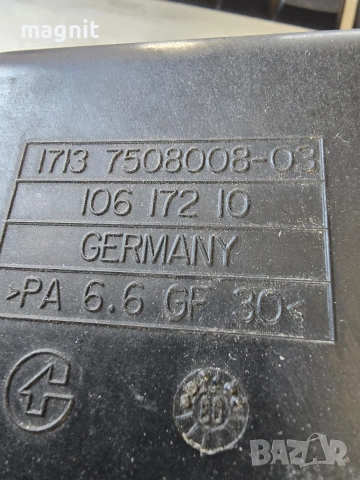 magnit
1713 7508008-03
106 172 10
GERMANY
>PA 6.6 GF 30<
BAZAR